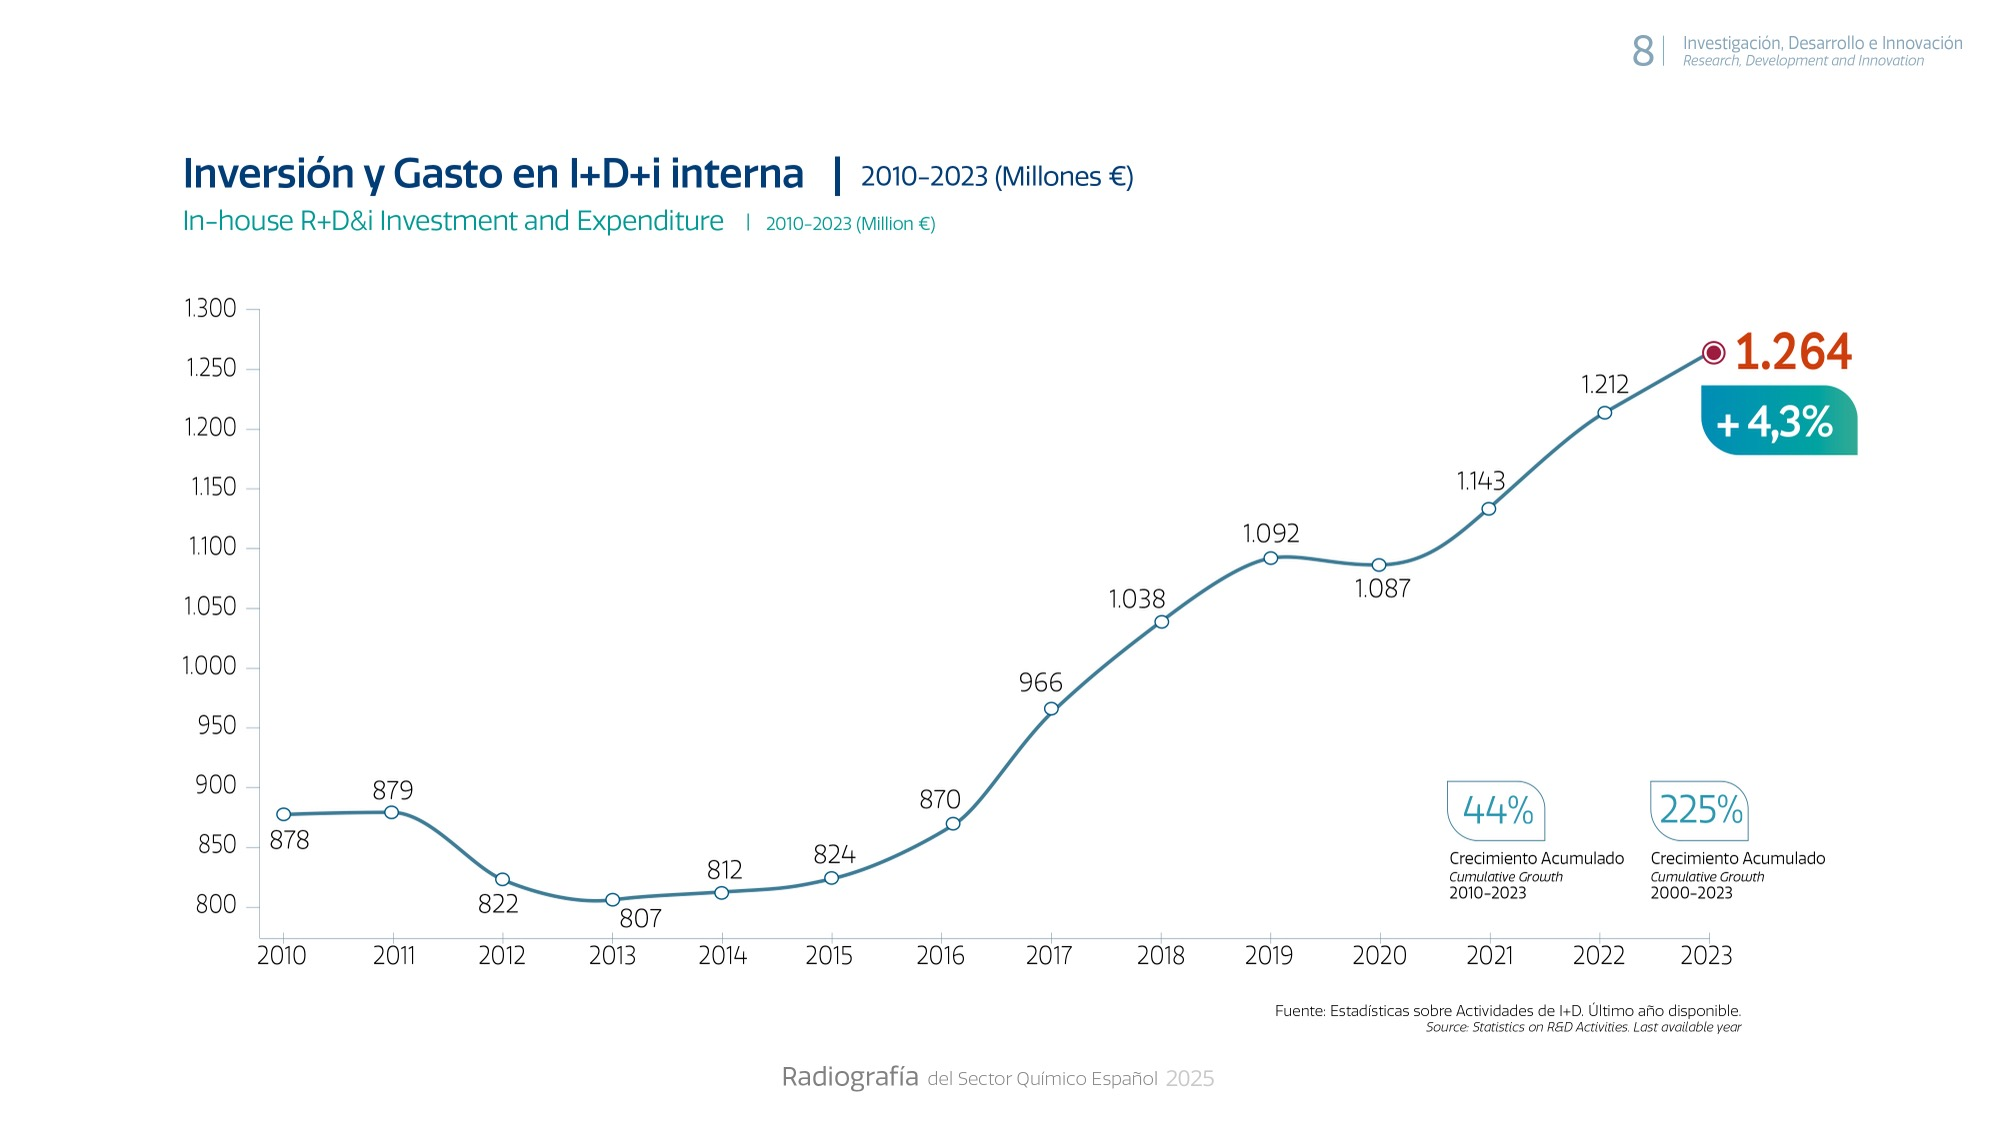 8 | Investigación, Desarrollo e Innovación
Research, Development and Innovation
Inversión y Gasto en I+D+i interna | 2010-2023 (Millones €)
In-house R+D&i Investment and Expenditure | 2010-2023 (Million €)
1.300
1.250
1.200
1.150
1.100
1.050
1.000
950
900
850
800
878
879
822
807
812
824
870
966
1.038
1.092
1.087
1.143
1.212
1.264
+ 4,3%
44%
Crecimiento Acumulado
Cumulative Growth
2010-2023
225%
Crecimiento Acumulado
Cumulative Growth
2000-2023
2010 2011 2012 2013 2014 2015 2016 2017 2018 2019 2020 2021 2022 2023
Fuente: Estadísticas sobre Actividades de I+D. Último año disponible.
Source: Statistics on R&D Activities. Last available year
Radiografía del Sector Químico Español 2025